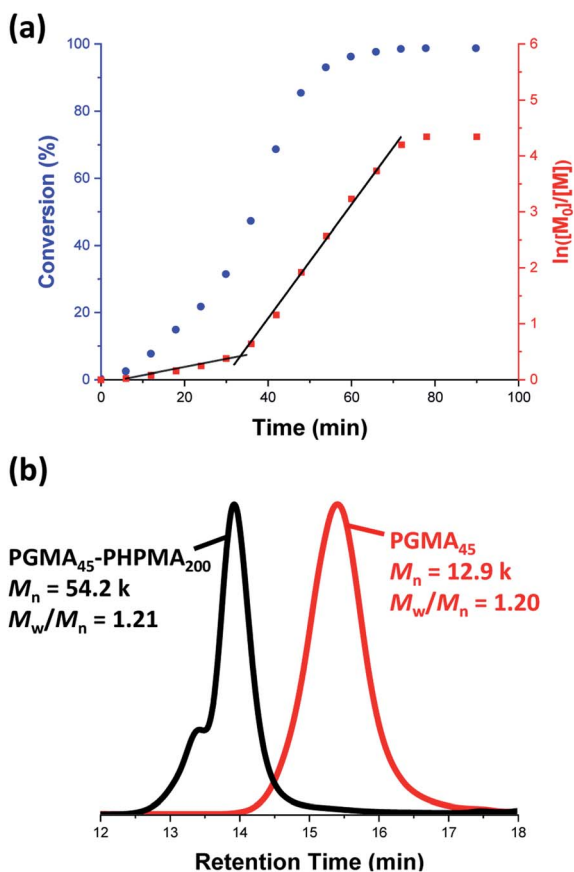 (a)
100
80
60
40
20
0
Conversion (%)
6
5
4
3
2
1
0
ln([M₀]/[M])
0 20 40 60 80 100
Time (min)
(b)
PGMA₄₅-PHPMA₂₀₀
Mₙ = 54.2 k
M_w/Mₙ = 1.21
PGMA₄₅
Mₙ = 12.9 k
M_w/Mₙ = 1.20
12 13 14 15 16 17 18
Retention Time (min)